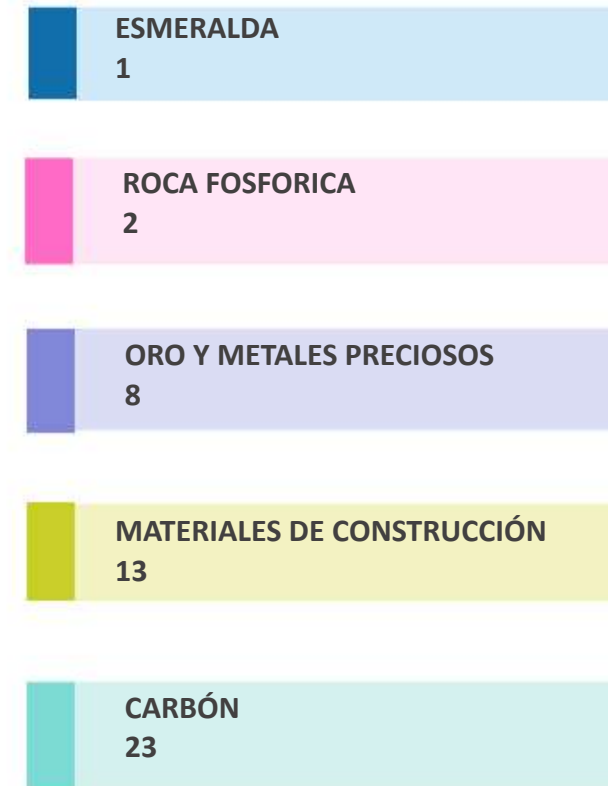 ESMERALDA
1
ROCA FOSFORICA
2
ORO Y METALES PRECIOSOS
8
MATERIALES DE CONSTRUCCIÓN
13
CARBÓN
23